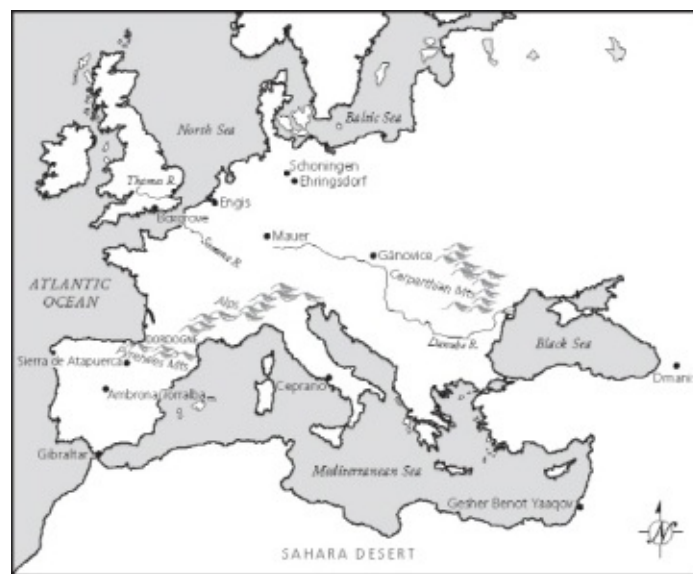 North Sea
Baltic Sea
Schoningen
Ehringsdorf
Thames R.
Engis
Boxgrove
Somme R.
Mauer
Gánovice
Carpathian Mts
ATLANTIC
OCEAN
Alps
DORDOGNE
Danube R.
Black Sea
Pyrenees Mts
Sierra de Atapuerca
Dmanisi
Ceprano
Ambrona/Torralba
Gibraltar
Mediterranean Sea
Gesher Benot Yaaqov
N
SAHARA DESERT